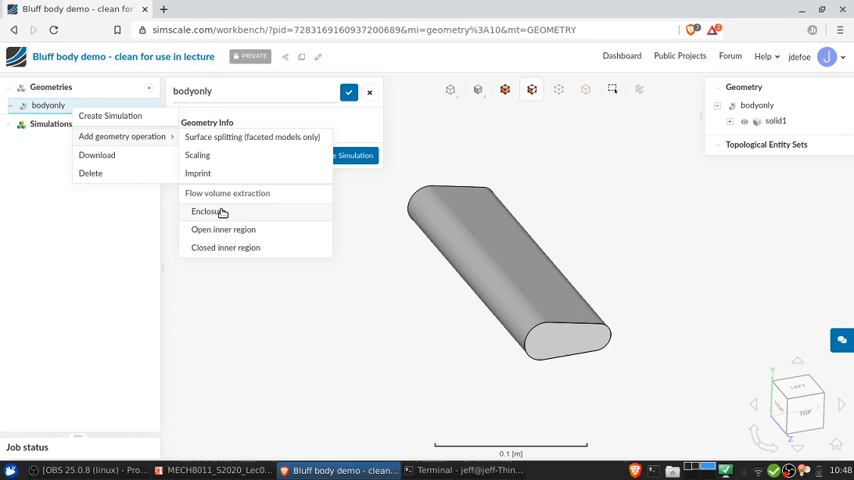 Bluff body demo - cle:
simscale.com/workbench/?pid=7283169160937200689&mi=geometry%3A10&mt=GEOMETRY
Bluff body demo - clean for use in lecture
PRIVATE
Dashboard
Public Projects
Forum
Help
jdefoe
J
Geometries
bodyonly
Simulations
Create Simulation
Add geometry operation
Download
Delete
bodyonly
Geometry Info
Surface splitting (faceted models only)
Scaling
Imprint
Flow volume extraction
Enclosu
Open inner region
Closed inner region
Simulation
Geometry
bodyonly
solid1
Topological Entity Sets
0.1 [m]
Y
Z
LEFT
TOP
Job status
[OBS 25.0.8 (linux) - Pro...
MECH8011_S2020_Lec0...
Bluff body demo - clean...
Terminal - jeff@jeff-Thin...
10:48